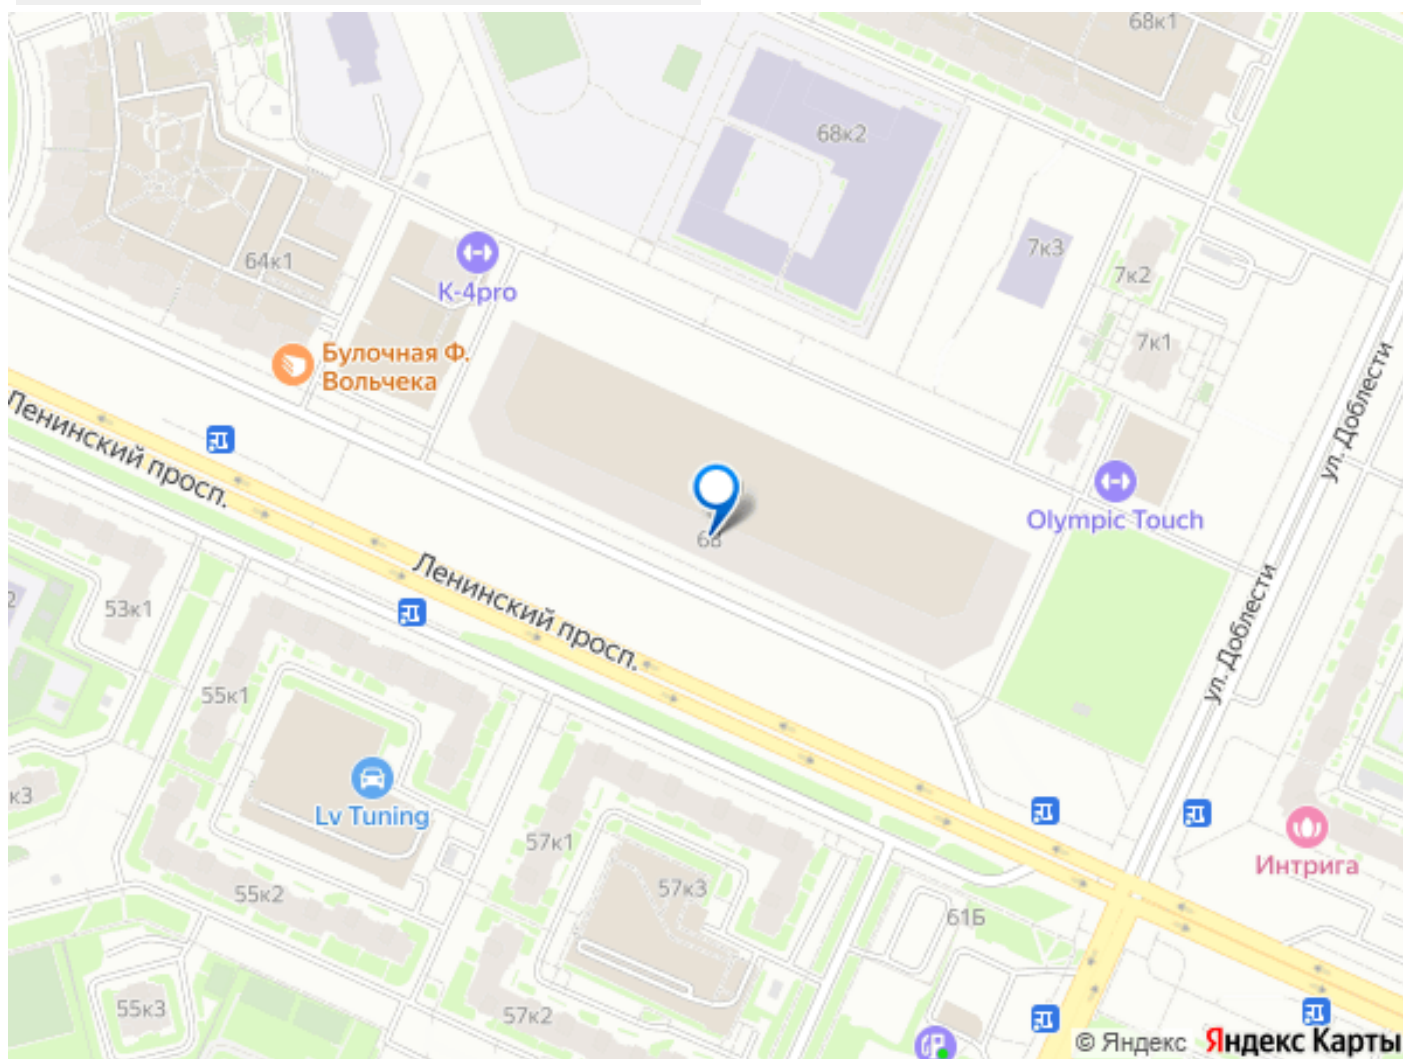 68к1
68к2
7к3
7к2
64к1
K-4pro
7к1
Булочная Ф.
Вольчека
Ленинский просп.
ул. Доблести
Olympic Touch
68
Ленинский просп.
53к1
ул. Доблести
55к1
к3
Lv Tuning
57к1
Интрига
57к3
55к2
61Б
55к3
57к2
© Яндекс Яндекс Карты